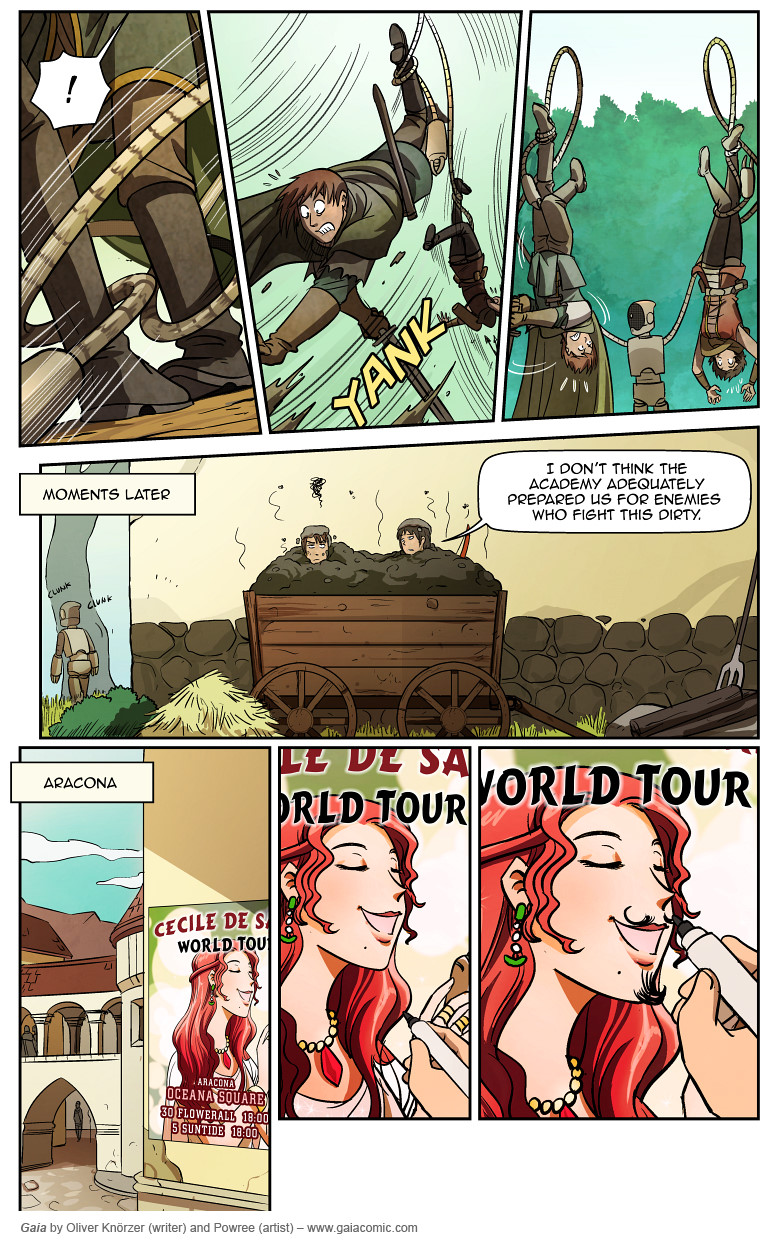 !
YANK
MOMENTS LATER
I DON'T THINK THE
ACADEMY ADEQUATELY
PREPARED US FOR ENEMIES
WHO FIGHT THIS DIRTY.
CLUNK
CLUNK
ARACONA
CECILE DE SA
WORLD TOUR
ARACONA
OCEANA SQUARE
30 FLOWERALL 18:00
5 SUNTIDE 18:00
LE DE SA
ORLD TOUR
WORLD TOUR
Gaia by Oliver Knörzer (writer) and Powree (artist) – www.gaiacomic.com